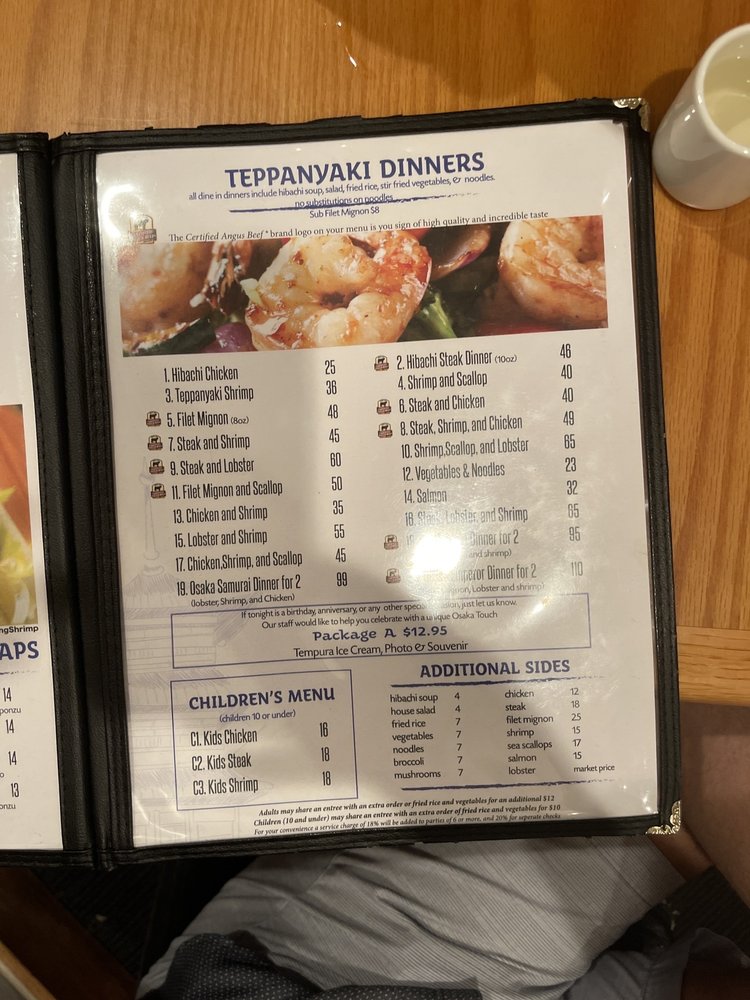 TEPPANYAKI DINNERS
all dine in dinners include hibachi soup, salad, fried rice, stir fried vegetables, & noodles.
no substitutions on noodles
Sub Filet Mignon $8
The Certified Angus Beef ® brand logo on your menu is you sign of high quality and incredible taste
1. Hibachi Chicken 25
2. Hibachi Steak Dinner (10oz) 46
3. Teppanyaki Shrimp 36
4. Shrimp and Scallop 40
5. Filet Mignon (8oz) 48
6. Steak and Chicken 40
7. Steak and Shrimp 45
8. Steak, Shrimp, and Chicken 49
9. Steak and Lobster 60
10. Shrimp,Scallop, and Lobster 65
11. Filet Mignon and Scallop 50
12. Vegetables & Noodles 23
13. Chicken and Shrimp 35
14. Salmon 32
15. Lobster and Shrimp 55
16. Steak, Lobster, and Shrimp 65
17. Chicken,Shrimp, and Scallop 45
Dinner for 2 95
and shrimp)
19. Osaka Samurai Dinner for 2 99
(lobster, Shrimp, and Chicken)
Emperor Dinner for 2 110
Lobster and shrimp)
If tonight is a birthday, anniversary, or any other special occasion, just let us know.
Our staff would like to help you celebrate with a unique Osaka Touch
Package A $12.95
Tempura Ice Cream, Photo & Souvenir
CHILDREN'S MENU
(children 10 or under)
C1. Kids Chicken 16
C2. Kids Steak 18
C3. Kids Shrimp 18
ADDITIONAL SIDES
hibachi soup 4
house salad 4
fried rice 7
vegetables 7
noodles 7
broccoli 7
mushrooms 7
chicken 12
steak 18
filet mignon 25
shrimp 15
sea scallops 17
salmon 15
lobster market price
Adults may share an entree with an extra order or fried rice and vegetables for an additional $12
Children (10 and under) may share an entree with an extra order of fried rice and vegetables for $10
For your convenience a service charge of 18% will be added to parties of 6 or more, and 20% for seperate checks
ngShrimp
APS
14
ponzu
14
14
13
onzu